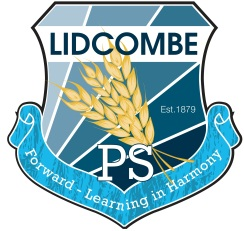 LIDCOMBE
Est.1879
PS
Forward - Learning in Harmony